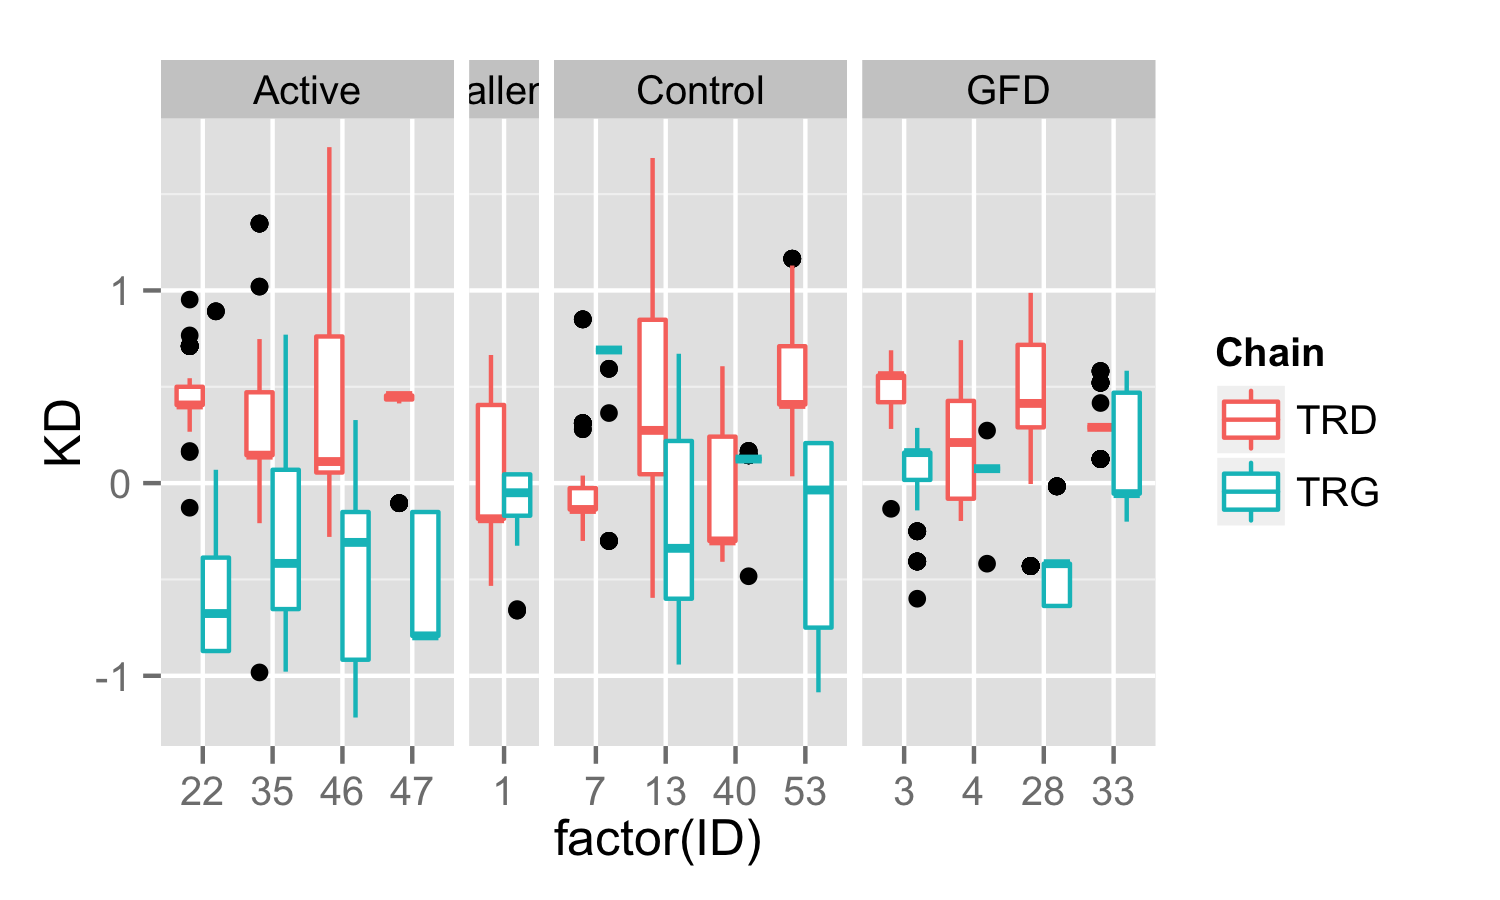 Active
aller
Control
GFD
KD
1
0
-1
22 35 46 47
1
7 13 40 53
3 4 28 33
factor(ID)
Chain
TRD
TRG